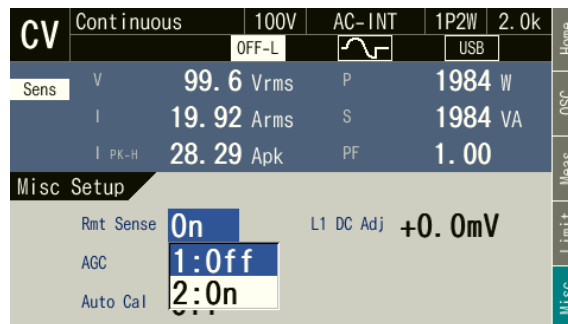 CV Continuous 100V AC-INT 1P2W 2.0k
OFF-L USB
Sens V 99.6 Vrms P 1984 W
I 19.92 Arms S 1984 VA
I PK-H 28.29 Apk PF 1.00
Misc Setup
Rmt Sense On L1 DC Adj +0.0mV
AGC 1:Off
Auto Cal 2:On
Home
OSC
Meas
Limit
Misc